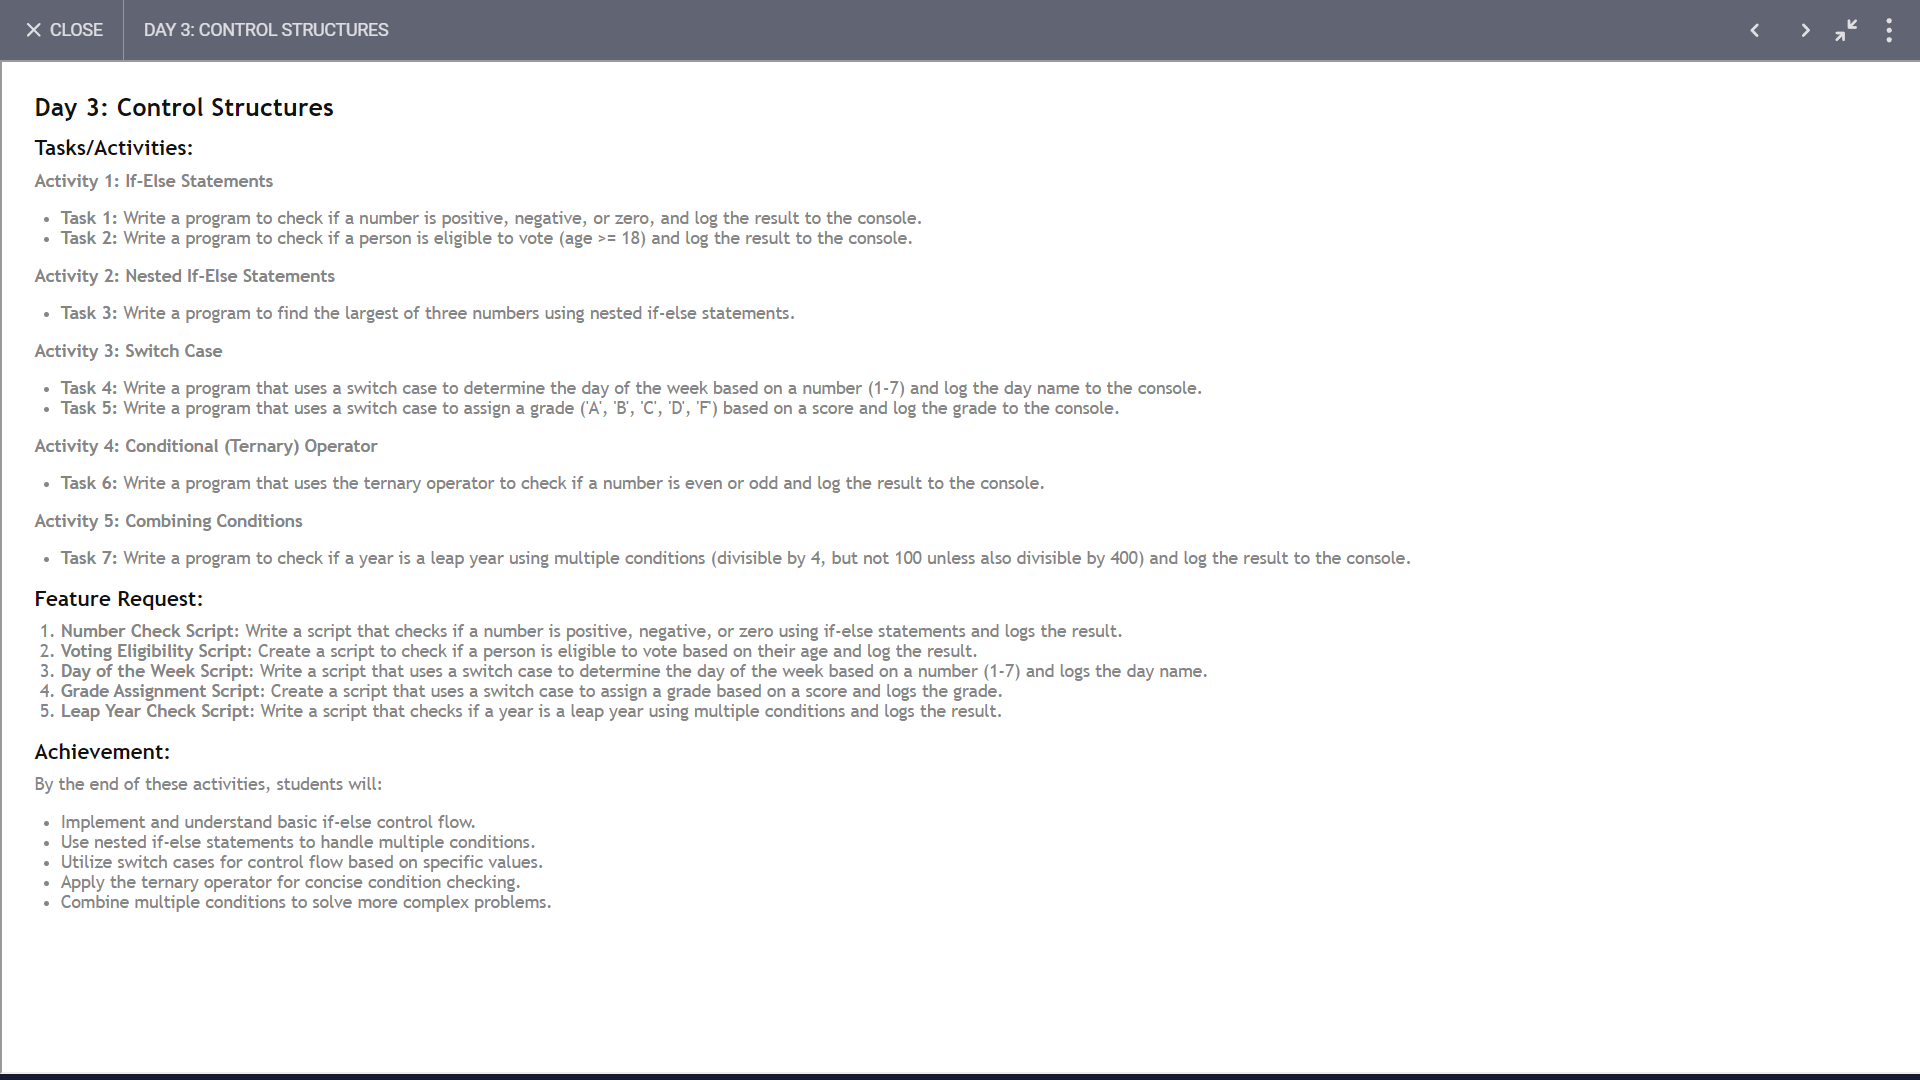 CLOSE
DAY 3: CONTROL STRUCTURES
Day 3: Control Structures
Tasks/Activities:
Activity 1: If-Else Statements
• Task 1: Write a program to check if a number is positive, negative, or zero, and log the result to the console.
• Task 2: Write a program to check if a person is eligible to vote (age >= 18) and log the result to the console.
Activity 2: Nested If-Else Statements
• Task 3: Write a program to find the largest of three numbers using nested if-else statements.
Activity 3: Switch Case
• Task 4: Write a program that uses a switch case to determine the day of the week based on a number (1-7) and log the day name to the console.
• Task 5: Write a program that uses a switch case to assign a grade ('A', 'B', 'C', 'D', 'F') based on a score and log the grade to the console.
Activity 4: Conditional (Ternary) Operator
• Task 6: Write a program that uses the ternary operator to check if a number is even or odd and log the result to the console.
Activity 5: Combining Conditions
• Task 7: Write a program to check if a year is a leap year using multiple conditions (divisible by 4, but not 100 unless also divisible by 400) and log the result to the console.
Feature Request:
1. Number Check Script: Write a script that checks if a number is positive, negative, or zero using if-else statements and logs the result.
2. Voting Eligibility Script: Create a script to check if a person is eligible to vote based on their age and log the result.
3. Day of the Week Script: Write a script that uses a switch case to determine the day of the week based on a number (1-7) and logs the day name.
4. Grade Assignment Script: Create a script that uses a switch case to assign a grade based on a score and logs the grade.
5. Leap Year Check Script: Write a script that checks if a year is a leap year using multiple conditions and logs the result.
Achievement:
By the end of these activities, students will:
• Implement and understand basic if-else control flow.
• Use nested if-else statements to handle multiple conditions.
• Utilize switch cases for control flow based on specific values.
• Apply the ternary operator for concise condition checking.
• Combine multiple conditions to solve more complex problems.